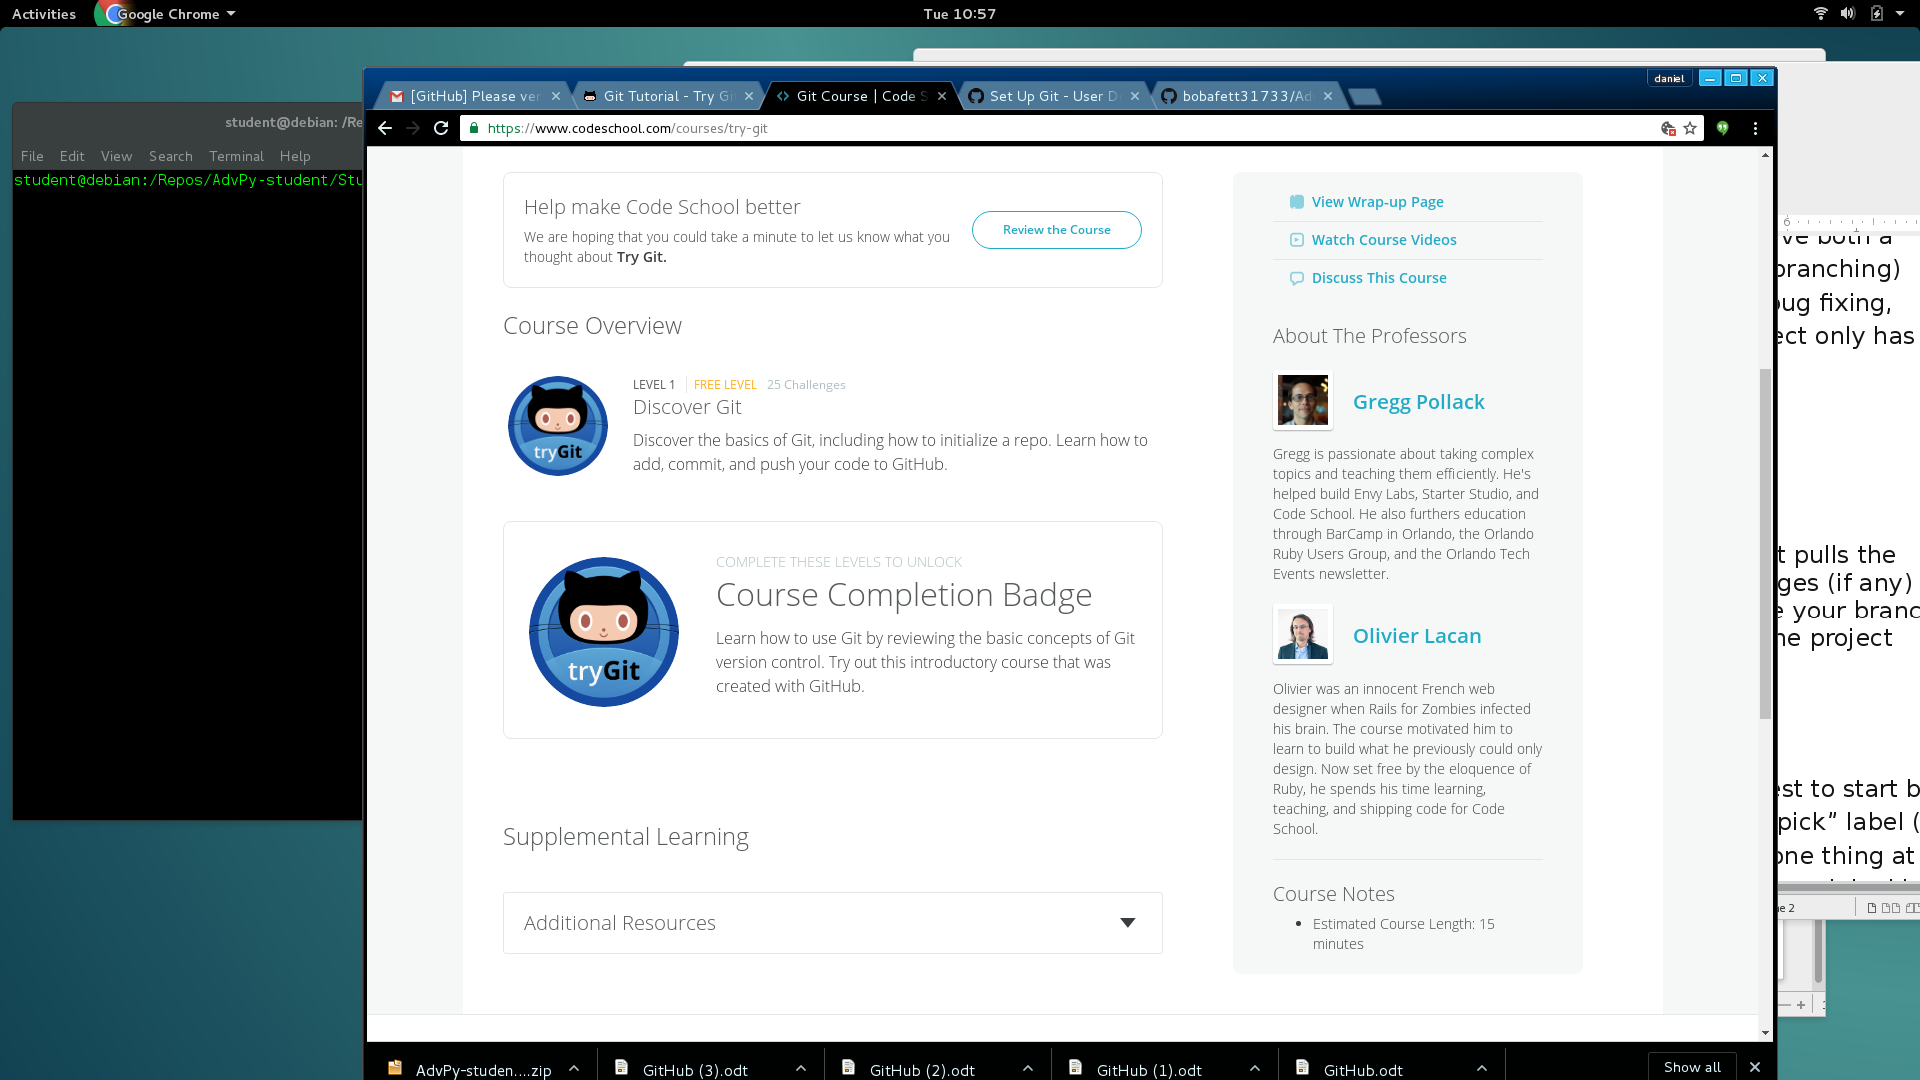 Activities
Google Chrome
Tue 10:57
daniel
[GitHub] Please ver
Git Tutorial - Try Gi
Git Course | Code S
Set Up Git - User D
bobafett31733/Ad
https://www.codeschool.com/courses/try-git
student@debian: /Re
File Edit View Search Terminal Help
student@debian:/Repos/AdvPy-student/Stu
Help make Code School better
We are hoping that you could take a minute to let us know what you
thought about Try Git.
Review the Course
Course Overview
LEVEL 1 FREE LEVEL 25 Challenges
Discover Git
Discover the basics of Git, including how to initialize a repo. Learn how to
add, commit, and push your code to GitHub.
tryGit
COMPLETE THESE LEVELS TO UNLOCK
Course Completion Badge
Learn how to use Git by reviewing the basic concepts of Git
version control. Try out this introductory course that was
created with GitHub.
tryGit
Supplemental Learning
Additional Resources
View Wrap-up Page
Watch Course Videos
Discuss This Course
About The Professors
Gregg Pollack
Gregg is passionate about taking complex
topics and teaching them efficiently. He's
helped build Envy Labs, Starter Studio, and
Code School. He also furthers education
through BarCamp in Orlando, the Orlando
Ruby Users Group, and the Orlando Tech
Events newsletter.
Olivier Lacan
Olivier was an innocent French web
designer when Rails for Zombies infected
his brain. The course motivated him to
learn to build what he previously could only
design. Now set free by the eloquence of
Ruby, he spends his time learning,
teaching, and shipping code for Code
School.
Course Notes
Estimated Course Length: 15
minutes
6
ve both a
branching)
bug fixing,
ect only has
t pulls the
ges (if any)
e your branc
he project
est to start b
pick” label (
one thing at
ne 2
AdvPy-studen....zip
GitHub (3).odt
GitHub (2).odt
GitHub (1).odt
GitHub.odt
Show all